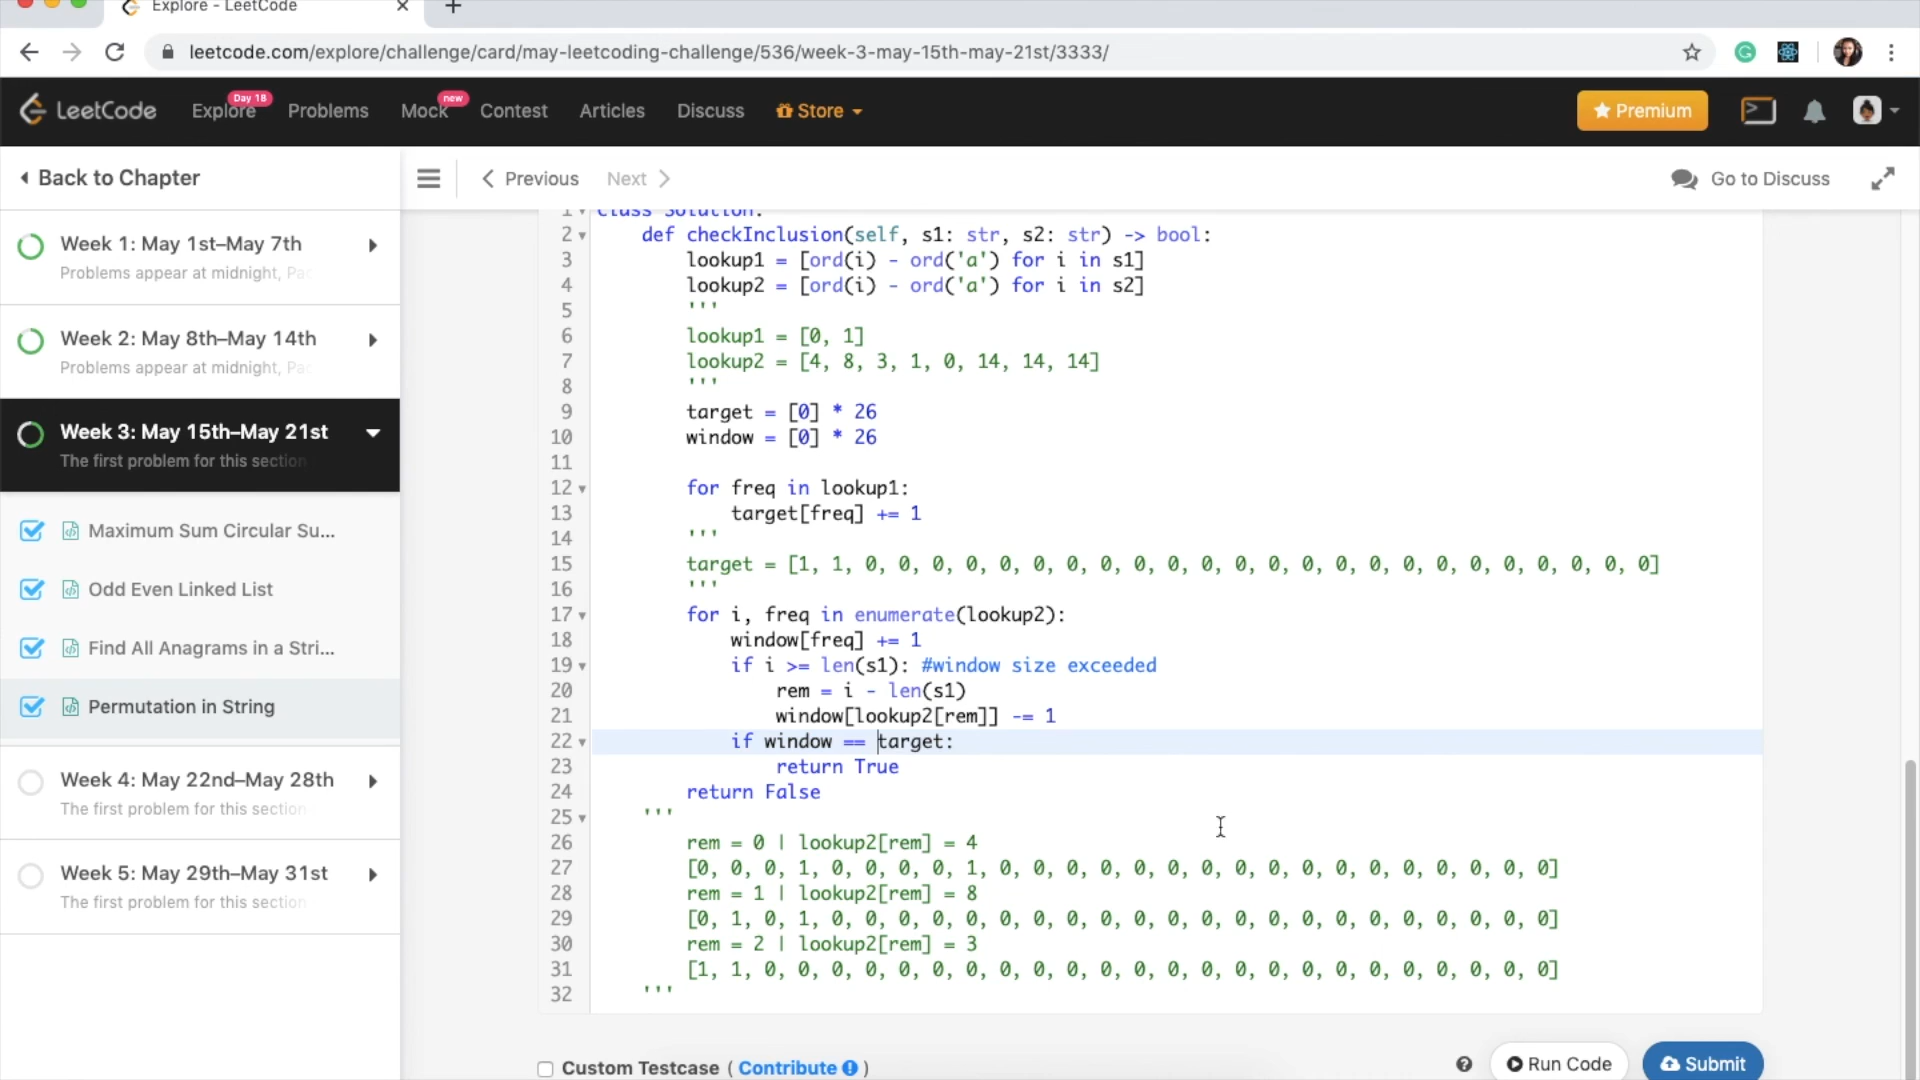 Explore - LeetCode
leetcode.com/explore/challenge/card/may-leetcoding-challenge/536/week-3-may-15th-may-21st/3333/
LeetCode Explore Day 18 Problems Mock new Contest Articles Discuss Store Premium
Back to Chapter
Previous Next Go to Discuss
Week 1: May 1st–May 7th
Problems appear at midnight, Pac
Week 2: May 8th–May 14th
Problems appear at midnight, Pac
Week 3: May 15th–May 21st
The first problem for this section
Maximum Sum Circular Su...
Odd Even Linked List
Find All Anagrams in a Stri...
Permutation in String
Week 4: May 22nd–May 28th
The first problem for this section
Week 5: May 29th–May 31st
The first problem for this section
1 class Solution:
2 def checkInclusion(self, s1: str, s2: str) -> bool:
3 lookup1 = [ord(i) - ord('a') for i in s1]
4 lookup2 = [ord(i) - ord('a') for i in s2]
5 '''
6 lookup1 = [0, 1]
7 lookup2 = [4, 8, 3, 1, 0, 14, 14, 14]
8 '''
9 target = [0] * 26
10 window = [0] * 26
11
12 for freq in lookup1:
13 target[freq] += 1
14 '''
15 target = [1, 1, 0, 0, 0, 0, 0, 0, 0, 0, 0, 0, 0, 0, 0, 0, 0, 0, 0, 0, 0, 0, 0, 0, 0, 0]
16 '''
17 for i, freq in enumerate(lookup2):
18 window[freq] += 1
19 if i >= len(s1): #window size exceeded
20 rem = i - len(s1)
21 window[lookup2[rem]] -= 1
22 if window == target:
23 return True
24 return False
25 '''
26 rem = 0 | lookup2[rem] = 4
27 [0, 0, 0, 1, 0, 0, 0, 0, 1, 0, 0, 0, 0, 0, 0, 0, 0, 0, 0, 0, 0, 0, 0, 0, 0, 0]
28 rem = 1 | lookup2[rem] = 8
29 [0, 1, 0, 1, 0, 0, 0, 0, 0, 0, 0, 0, 0, 0, 0, 0, 0, 0, 0, 0, 0, 0, 0, 0, 0, 0]
30 rem = 2 | lookup2[rem] = 3
31 [1, 1, 0, 0, 0, 0, 0, 0, 0, 0, 0, 0, 0, 0, 0, 0, 0, 0, 0, 0, 0, 0, 0, 0, 0, 0]
32 '''
Custom Testcase ( Contribute )
Run Code Submit